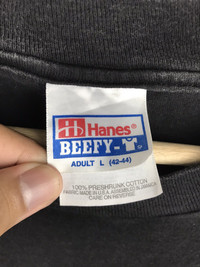 Hanes®
BEEFY-T
ADULT L (42-44)
100% PRESHRUNK COTTON
FABRIC MADE IN U.S.A. ASSEMBLED IN JAMAICA
CARE ON REVERSE